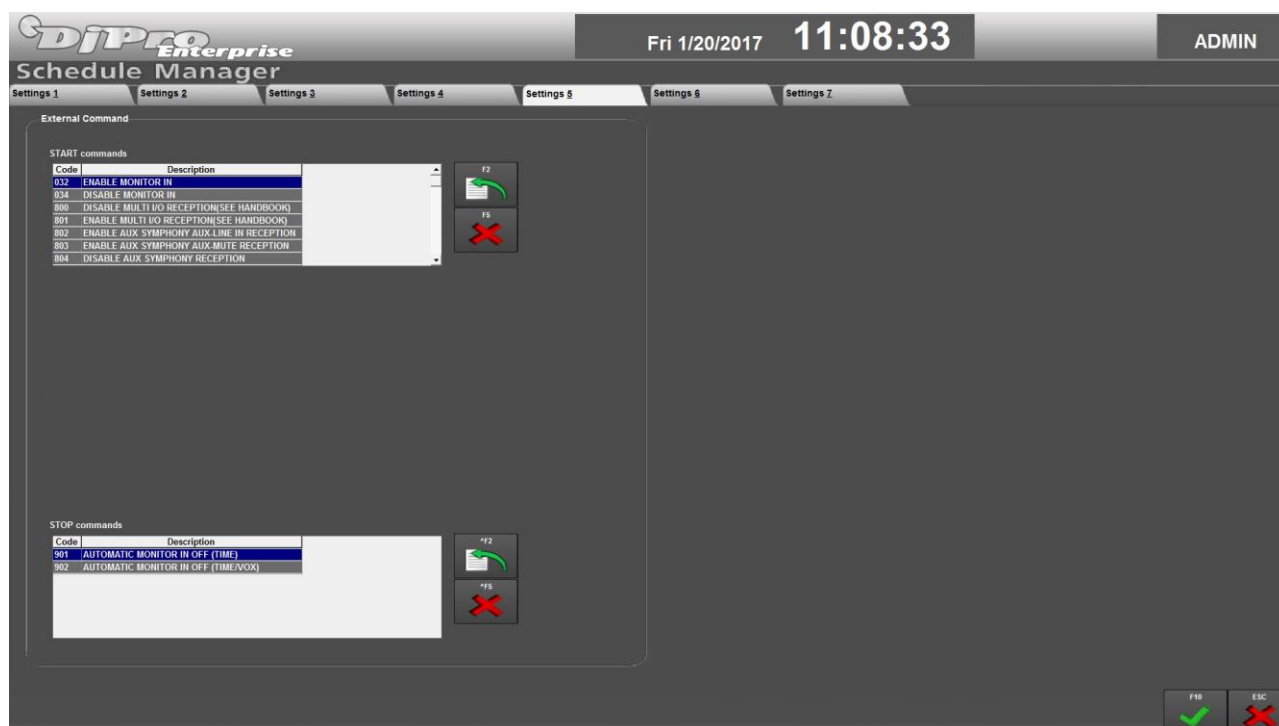 DjPro
Enterprise
Fri 1/20/2017 11:08:33 ADMIN
Schedule Manager
Settings 1 Settings 2 Settings 3 Settings 4 Settings 5 Settings 6 Settings 7
External Command
START commands
Code Description
032 ENABLE MONITOR IN
034 DISABLE MONITOR IN
800 DISABLE MULTI I/O RECEPTION(SEE HANDBOOK)
801 ENABLE MULTI I/O RECEPTION(SEE HANDBOOK)
802 ENABLE AUX SYMPHONY AUX-LINE IN RECEPTION
803 ENABLE AUX SYMPHONY AUX-MUTE RECEPTION
804 DISABLE AUX SYMPHONY RECEPTION
F2
F5
STOP commands
Code Description
901 AUTOMATIC MONITOR IN OFF (TIME)
902 AUTOMATIC MONITOR IN OFF (TIME/VOX)
^F2
^F5
F10 ESC